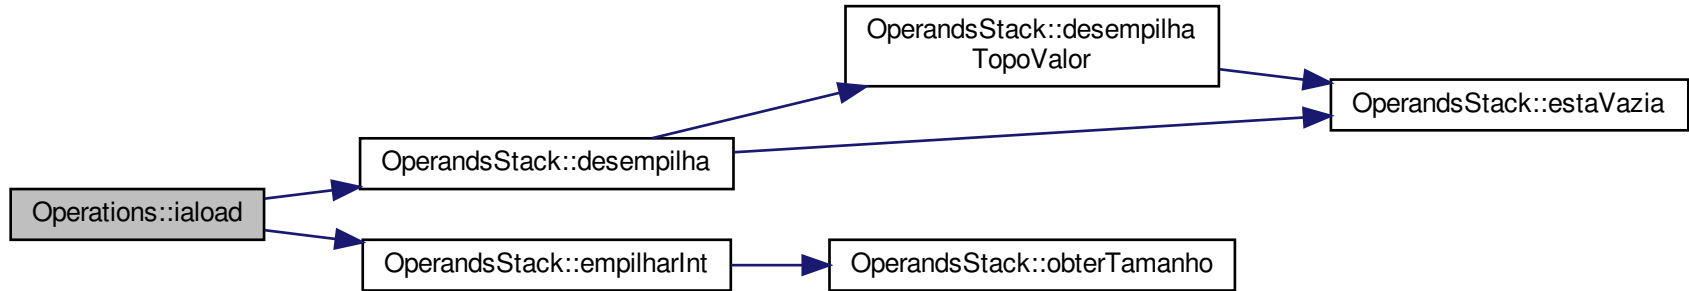 OperandsStack::desempilha
TopoValor
OperandsStack::estaVazia
OperandsStack::desempilha
Operations::iaload
OperandsStack::empilharInt
OperandsStack::obterTamanho